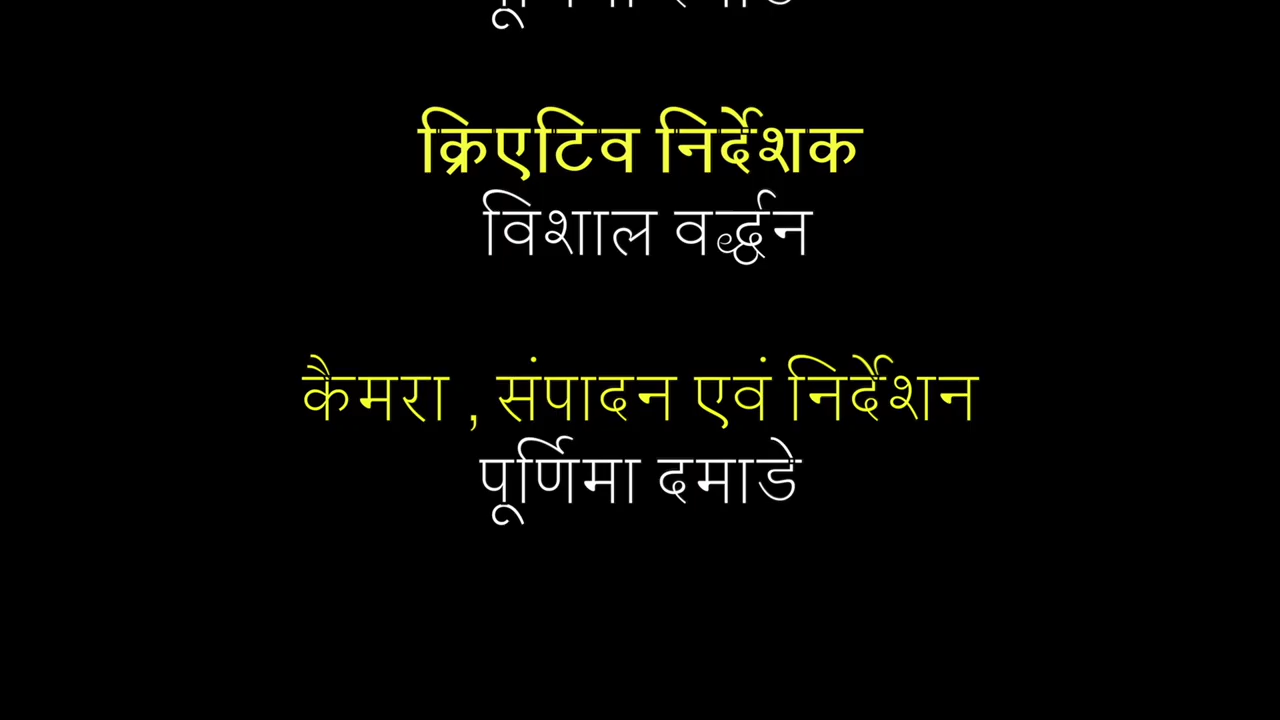 क्रिएटिव निर्देशक
विशाल वर्द्धन
कैमरा , संपादन एवं निर्देशन
पूर्णिमा दमाडे